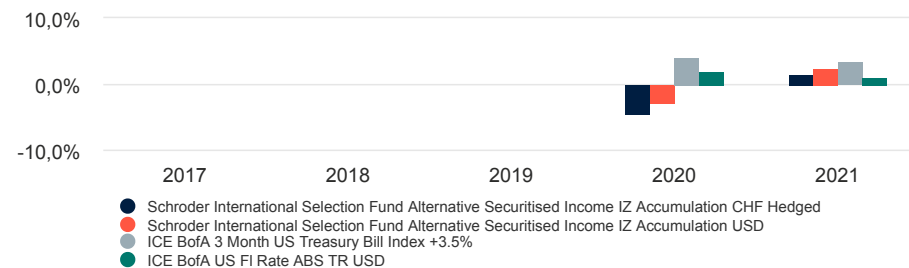 10,0%
0,0%
-10,0%
2017 2018 2019 2020 2021
Schroder International Selection Fund Alternative Securitised Income IZ Accumulation CHF Hedged
Schroder International Selection Fund Alternative Securitised Income IZ Accumulation USD
ICE BofA 3 Month US Treasury Bill Index +3.5%
ICE BofA US Fl Rate ABS TR USD